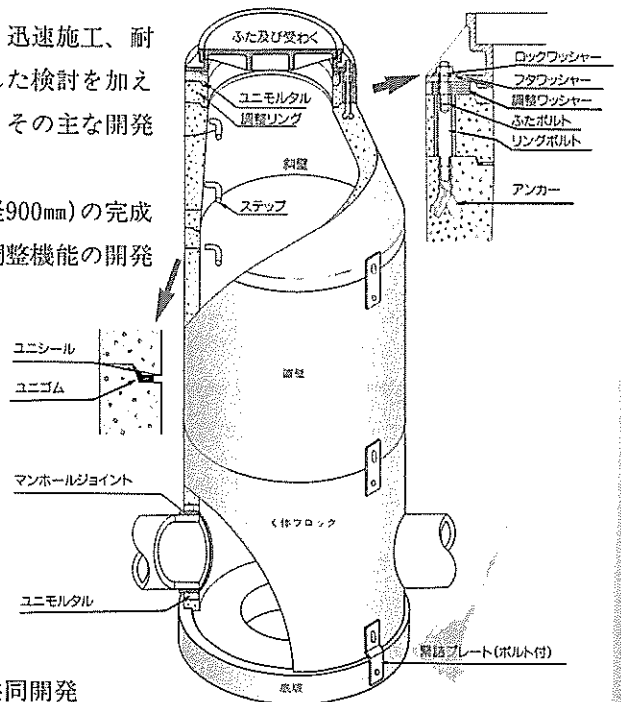 迅速施工、耐
した検討を加え
その主な開発
径900mm)の完成
調整機能の開発
ふた及び受わく
ユニモルタル
調整リング
斜壁
ステップ
ロックワッシャー
フタワッシャー
調整ワッシャー
ふたボルト
リングボルト
アンカー
ユニシール
ユニゴム
直壁
マンホールジョイント
く体ブロック
ユニモルタル
緊結プレート(ボルト付)
底版
共同開発